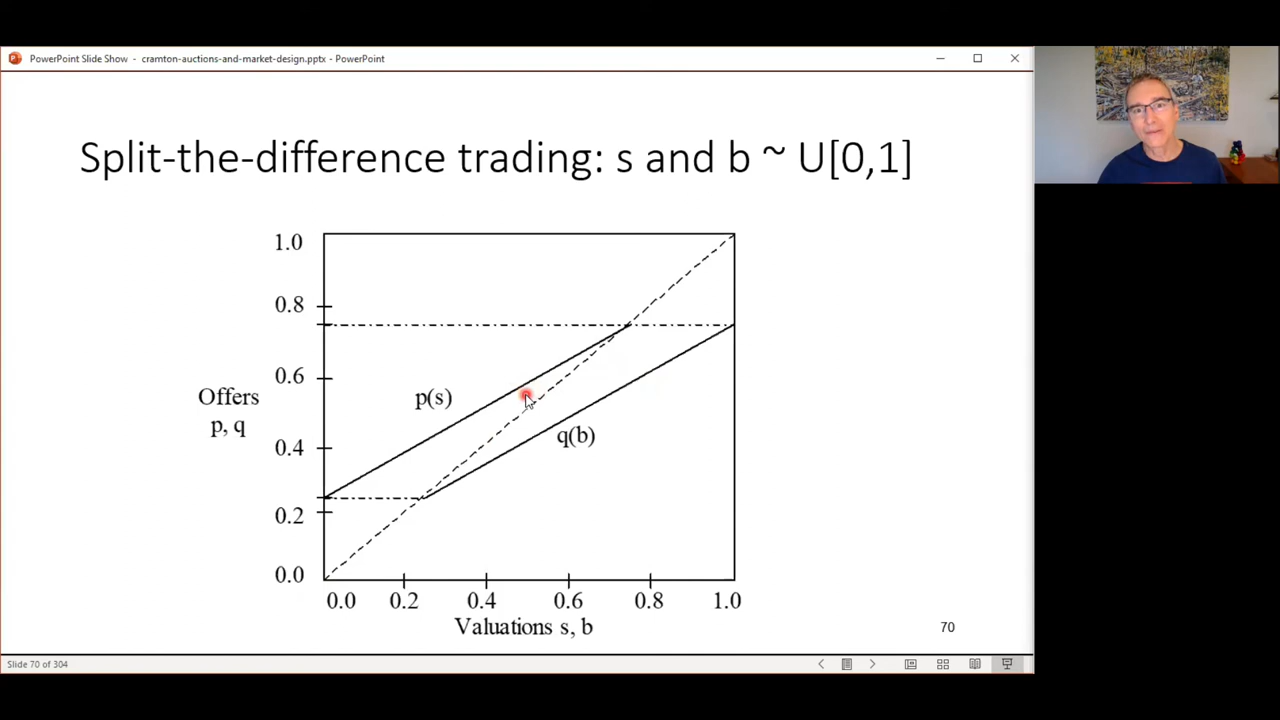 PowerPoint Slide Show - cramton-auctions-and-market-design.pptx - PowerPoint
Split-the-difference trading: s and b ~ U[0,1]
1.0
0.8
0.6
0.4
0.2
0.0
Offers
p, q
p(s)
q(b)
0.0 0.2 0.4 0.6 0.8 1.0
Valuations s, b
70
Slide 70 of 304